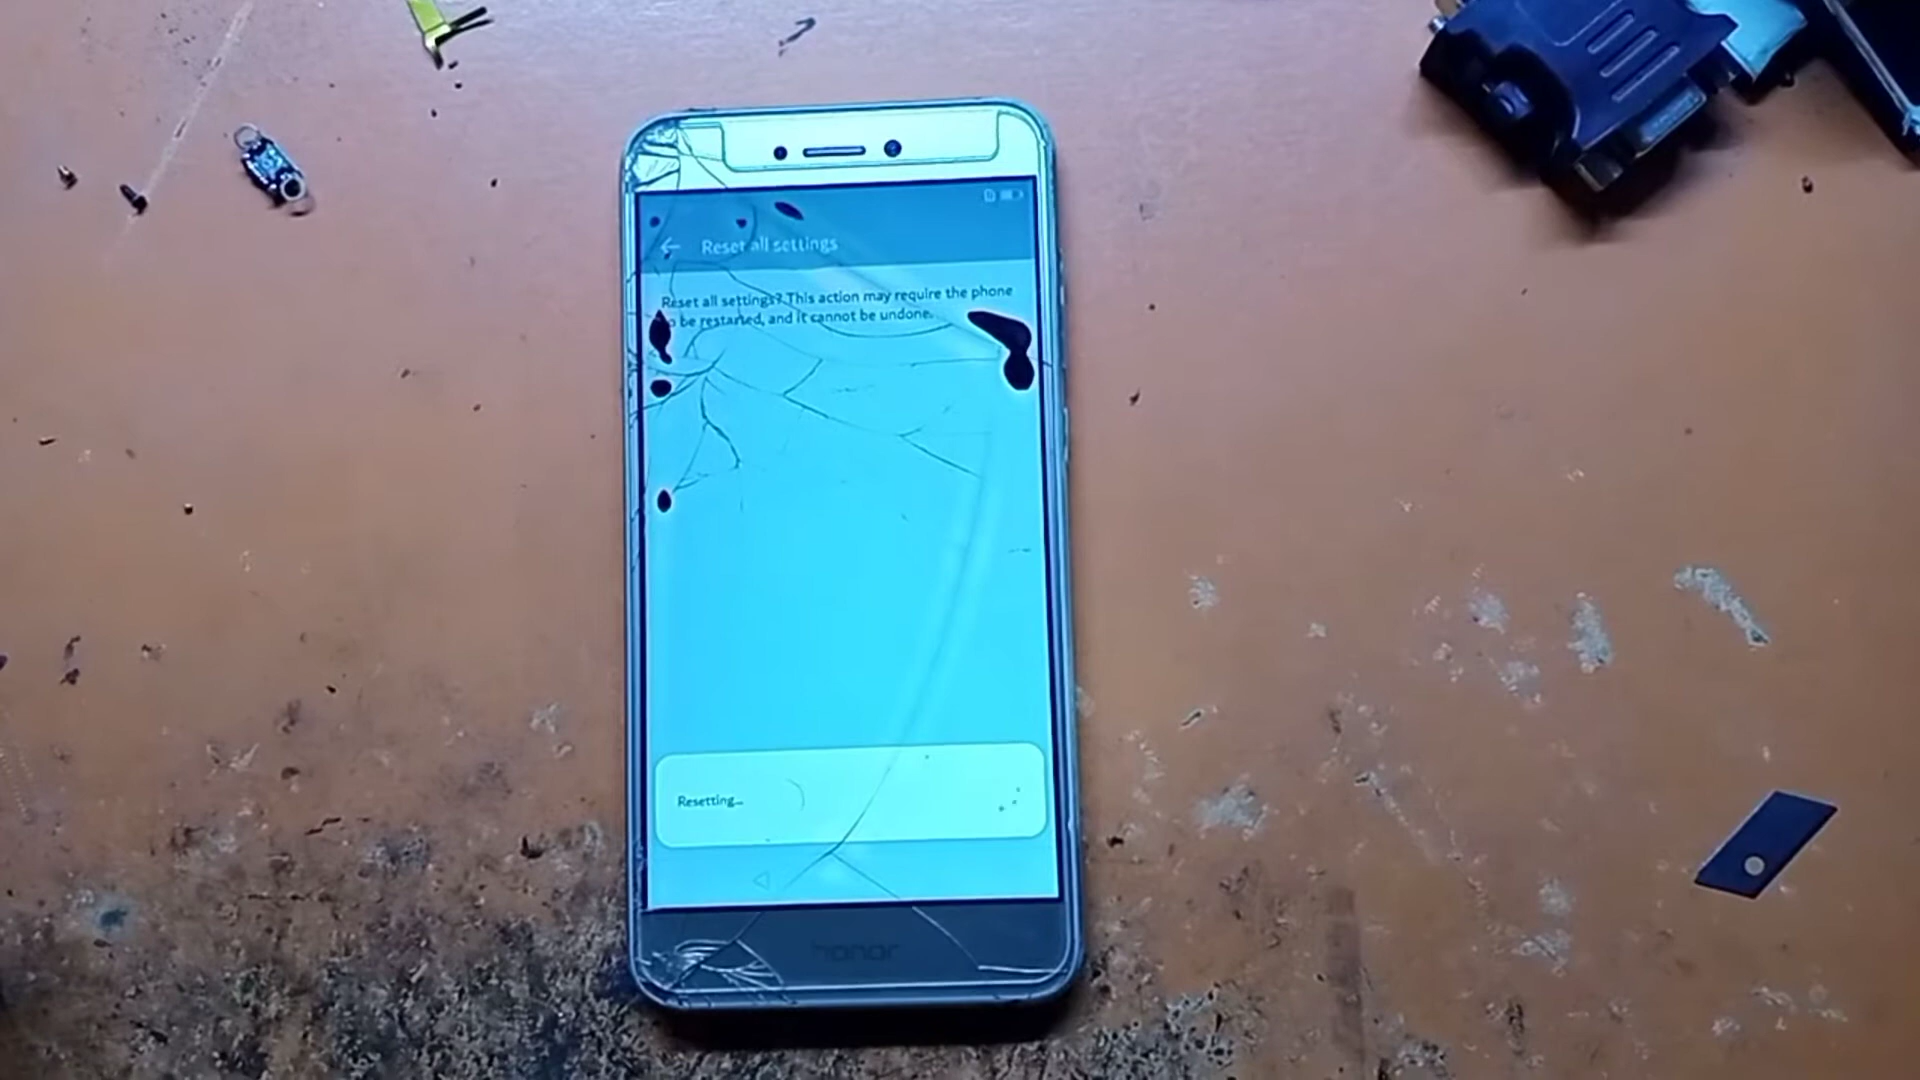 Reset all settings
Reset all settings? This action may require the phone
to be restarted, and it cannot be undone.
Resetting...
honor